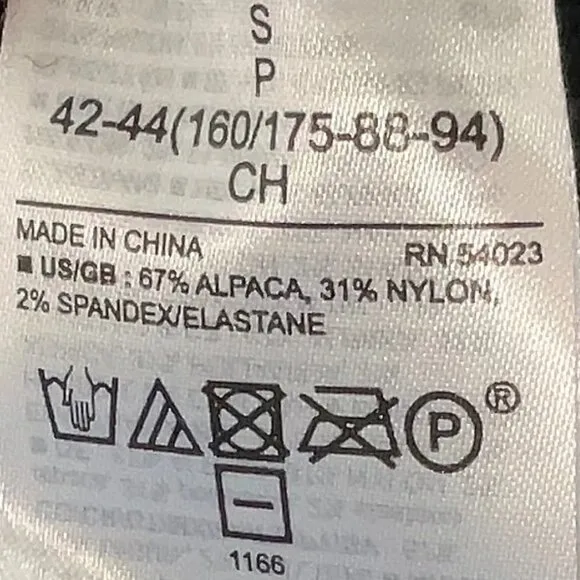 S
P
42-44(160/175-88-94)
CH
MADE IN CHINA RN 54023
US/GB : 67% ALPACA, 31% NYLON,
2% SPANDEX/ELASTANE
P ®
1166